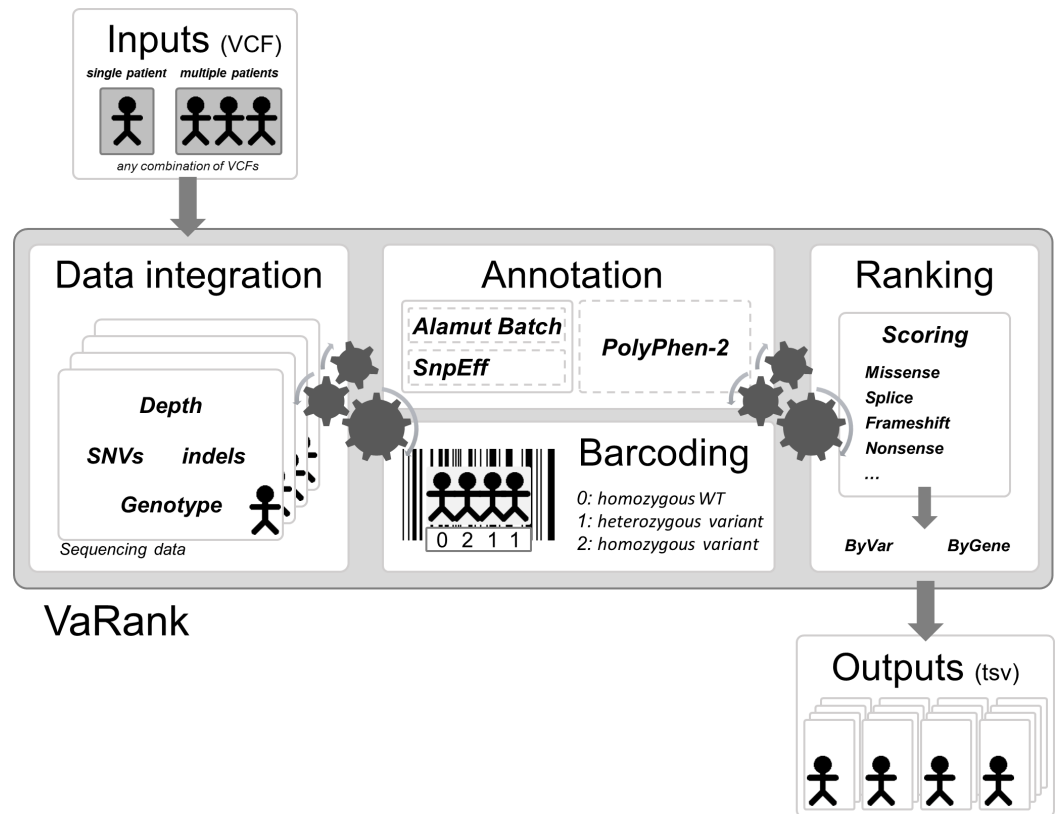 Inputs (VCF)
single patient multiple patients
any combination of VCFs
Data integration
Depth
SNVs indels
Genotype
Sequencing data
Annotation
Alamut Batch
SnpEff
PolyPhen-2
Barcoding
0: homozygous WT
1: heterozygous variant
2: homozygous variant
0 2 1 1
Ranking
Scoring
Missense
Splice
Frameshift
Nonsense
...
ByVar ByGene
VaRank
Outputs (tsv)